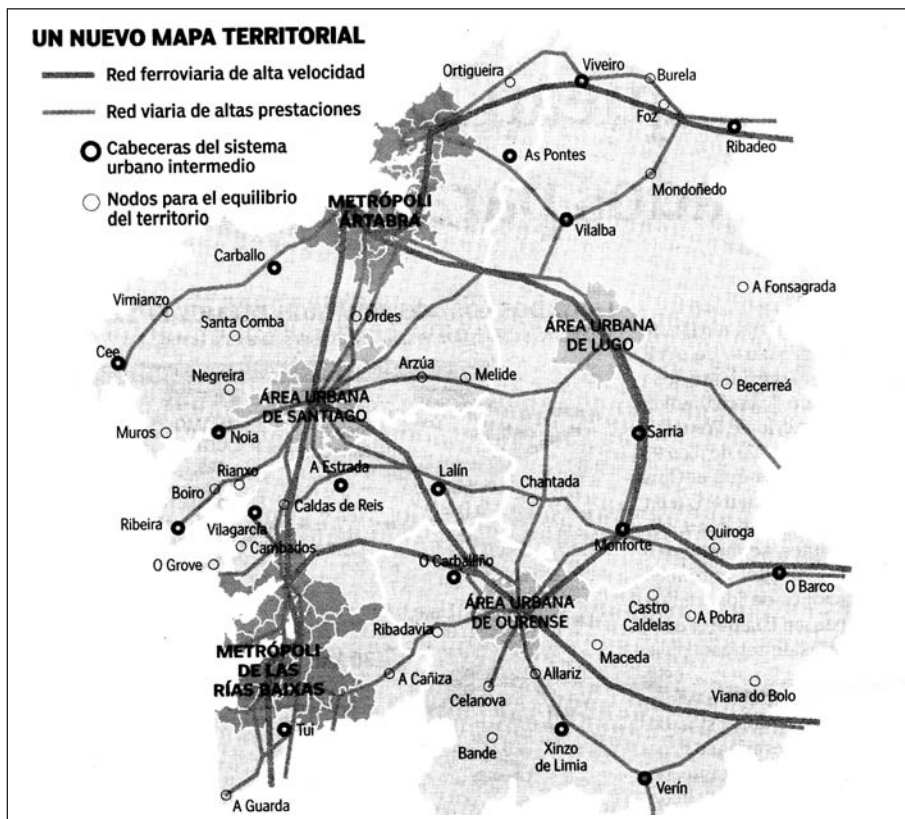 UN NUEVO MAPA TERRITORIAL
Red ferroviaria de alta velocidad
Red viaria de altas prestaciones
Cabeceras del sistema
urbano intermedio
Nodos para el equilibrio
del territorio
Ortigueira
Viveiro
Burela
Foz
Ribadeo
As Pontes
Mondoñedo
METRÓPOLI
ÁRTABRA
Vilalba
Carballo
A Fonsagrada
Vimianzo
Santa Comba
Ordes
ÁREA URBANA
DE LUGO
Cee
Negreira
Arzúa
Melide
Becerreá
ÁREA URBANA
DE SANTIAGO
Muros
Noia
Sarria
Rianxo
A Estrada
Lalín
Chantada
Boiro
Caldas de Reis
Ribeira
Vilagarcía
Cambados
Monforte
Quiroga
O Grove
O Carballiño
O Barco
ÁREA URBANA
DE OURENSE
Castro
Caldelas
A Pobra
Ribadavia
Maceda
METRÓPOLI
DE LAS
RÍAS BAIXAS
A Cañiza
Allariz
Celanova
Viana do Bolo
Tui
Bande
Xinzo
de Limia
Verín
A Guarda